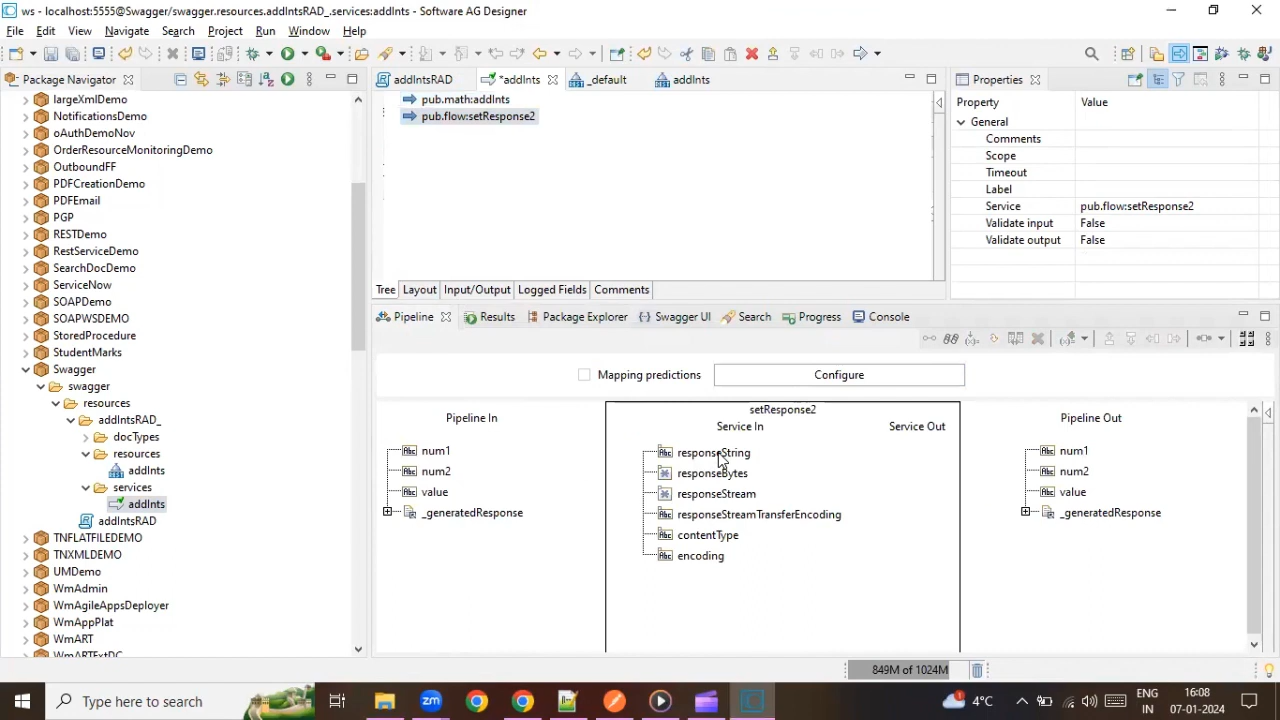 ws - localhost:5555@Swagger/swagger.resources.addIntsRAD_.services:addInts - Software AG Designer
File Edit View Navigate Search Project Run Window Help
Package Navigator
largeXmlDemo
NotificationsDemo
oAuthDemoNov
OrderResourceMonitoringDemo
OutboundFF
PDFCreationDemo
PDFEmail
PGP
RESTDemo
RestServiceDemo
SearchDocDemo
ServiceNow
SOAPDemo
SOAPWSDEMO
StoredProcedure
StudentMarks
Swagger
swagger
resources
addIntsRAD_
docTypes
resources
addInts
services
addInts
addIntsRAD
TNFLATFILEDEMO
TNXMLDEMO
UMDemo
WmAdmin
WmAgileAppsDeployer
WmAppPlat
WmART
WmARTExtDC
addIntsRAD *addInts _default addInts
pub.math:addInts
pub.flow:setResponse2
Tree Layout Input/Output Logged Fields Comments
Properties
Property Value
General
Comments
Scope
Timeout
Label
Service pub.flow:setResponse2
Validate input False
Validate output False
Pipeline Results Package Explorer Swagger UI Search Progress Console
Mapping predictions Configure
Pipeline In
num1
num2
value
_generatedResponse
setResponse2
Service In Service Out
responseString
responseBytes
responseStream
responseStreamTransferEncoding
contentType
encoding
Pipeline Out
num1
num2
value
_generatedResponse
849M of 1024M
Type here to search
4°C
ENG
IN
16:08
07-01-2024